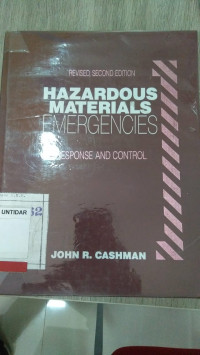 REVISED, SECOND EDITION
HAZARDOUS
MATERIALS
EMERGENCIES
RESPONSE AND CONTROL
UNTIDAR
JOHN R. CASHMAN